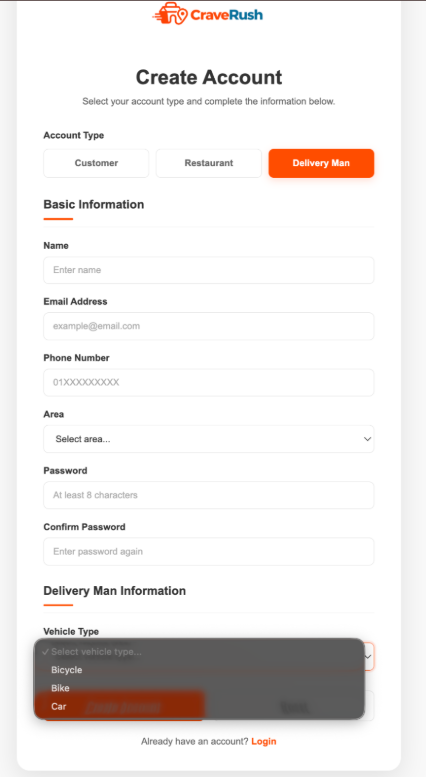 CraveRush
Create Account
Select your account type and complete the information below.
Account Type
Customer Restaurant Delivery Man
Basic Information
Name
Enter name
Email Address
example@email.com
Phone Number
01XXXXXXXXX
Area
Select area...
Password
At least 8 characters
Confirm Password
Enter password again
Delivery Man Information
Vehicle Type
✓ Select vehicle type...
Bicycle
Bike
Car
Already have an account? Login